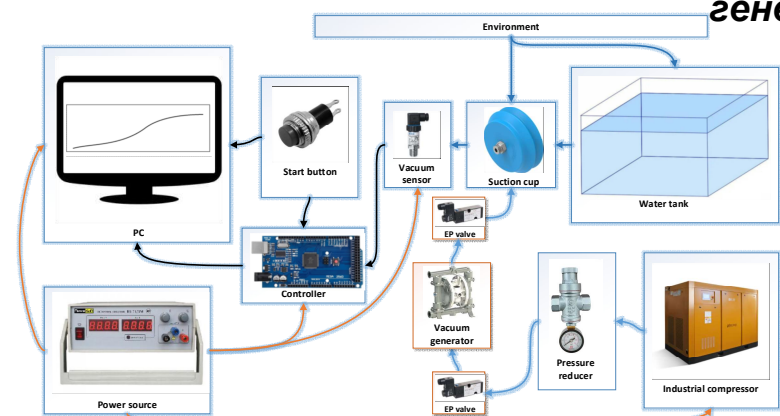 гене
Environment
Start button
Vacuum
sensor
Suction cup
Water tank
PC
EP valve
Controller
Vacuum
generator
Pressure
reducer
Industrial compressor
Power source
EP valve